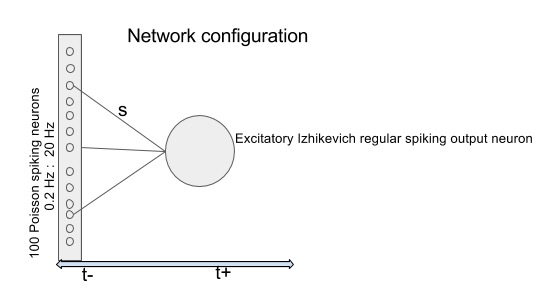 Network configuration
100 Poisson spiking neurons
0.2 Hz : 20 Hz
s
Excitatory Izhikevich regular spiking output neuron
t-
t+